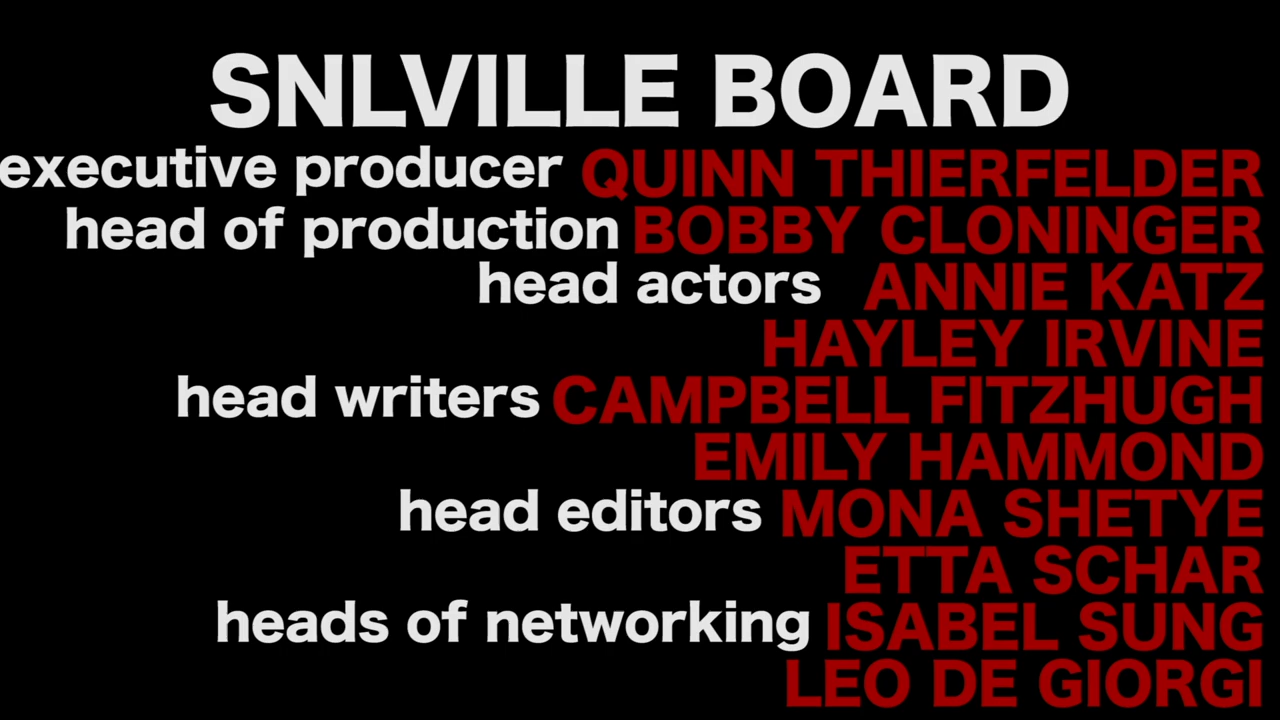 SNLVILLE BOARD
executive producer QUINN THIERFELDER
head of production BOBBY CLONINGER
head actors ANNIE KATZ
HAYLEY IRVINE
head writers CAMPBELL FITZHUGH
EMILY HAMMOND
head editors MONA SHETYE
ETTA SCHAR
heads of networking ISABEL SUNG
LEO DE GIORGI